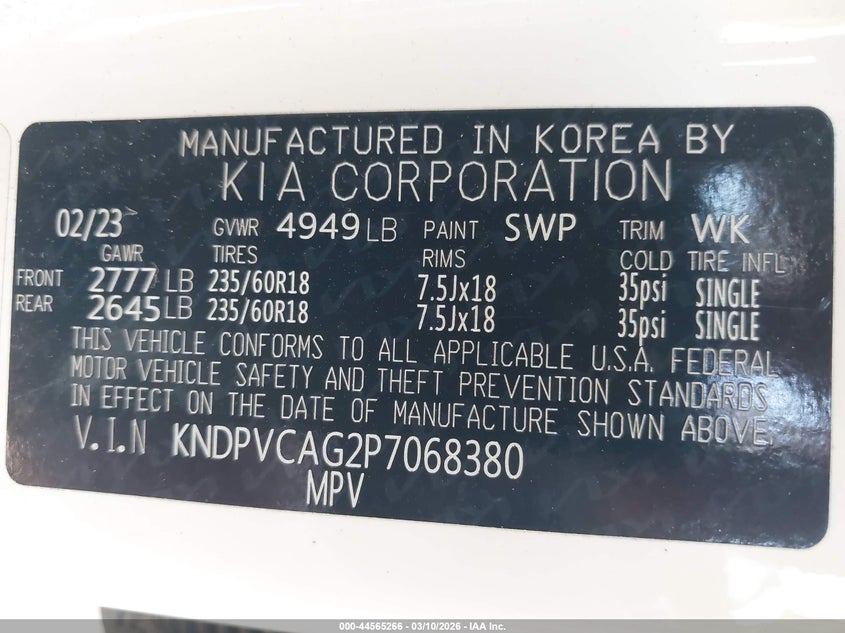 MANUFACTURED IN KOREA BY
KIA CORPORATION
02/23 GVWR 4949 LB PAINT SWP TRIM WK
GAWR TIRES RIMS COLD TIRE INFL
FRONT 2777 LB 235/60R18 7.5Jx18 35psi SINGLE
REAR 2645 LB 235/60R18 7.5Jx18 35psi SINGLE
THIS VEHICLE CONFORMS TO ALL APPLICABLE U.S.A. FEDERAL
MOTOR VEHICLE SAFETY AND THEFT PREVENTION STANDARDS
IN EFFECT ON THE DATE OF MANUFACTURE SHOWN ABOVE.
V.I.N KNDPVCAG2P7068380
MPV
000-44565266 - 03/10/2026 - IAA Inc.